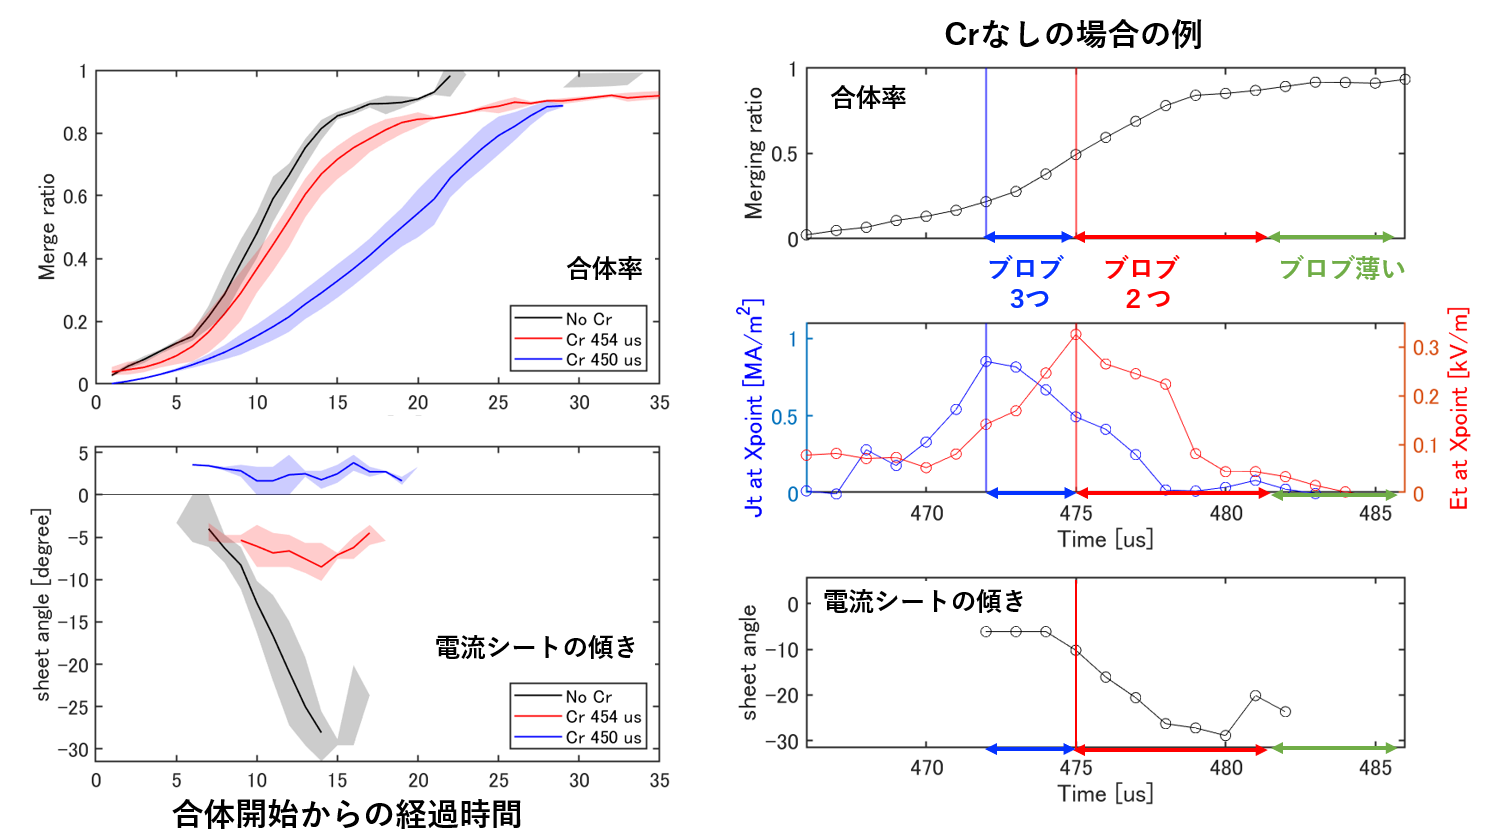 Merge ratio
1
0.8
0.6
0.4
0.2
0
合体率
No Cr
Cr 454 us
Cr 450 us
0 5 10 15 20 25 30 35
sheet angle [degree]
5
0
−5
−10
−15
−20
−25
−30
電流シートの傾き
No Cr
Cr 454 us
Cr 450 us
0 5 10 15 20 25 30 35
合体開始からの経過時間
Crなしの場合の例
Merging ratio
1
0.5
0
合体率
470 475 480 485
ブロブ
3つ
ブロブ
2つ
ブロブ薄い
Jt at Xpoint [MA/m²]
1
0.5
0
Et at Xpoint [kV/m]
0.3
0.2
0.1
0
470 475 480 485
Time [us]
sheet angle
0
−10
−20
−30
電流シートの傾き
470 475 480 485
Time [us]